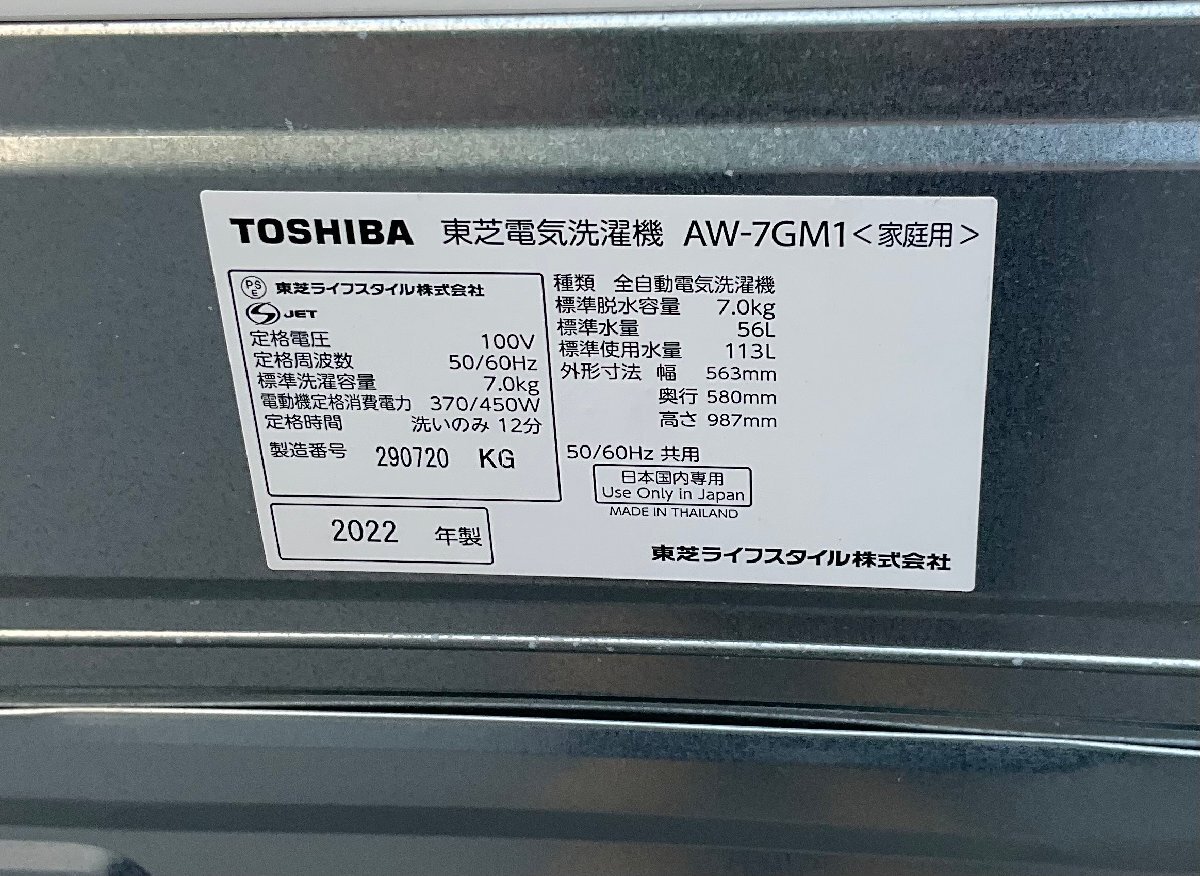 TOSHIBA 東芝電気洗濯機 AW-7GM1<家庭用>
PS E 東芝ライフスタイル株式会社
S JET
定格電圧 100V
定格周波数 50/60Hz
標準洗濯容量 7.0kg
電動機定格消費電力 370/450W
定格時間 洗いのみ 12分
製造番号 290720 KG
2022 年製
種類 全自動電気洗濯機
標準脱水容量 7.0kg
標準水量 56L
標準使用水量 113L
外形寸法 幅 563mm
奥行 580mm
高さ 987mm
50/60Hz 共用
日本国内専用
Use Only in Japan
MADE IN THAILAND
東芝ライフスタイル株式会社